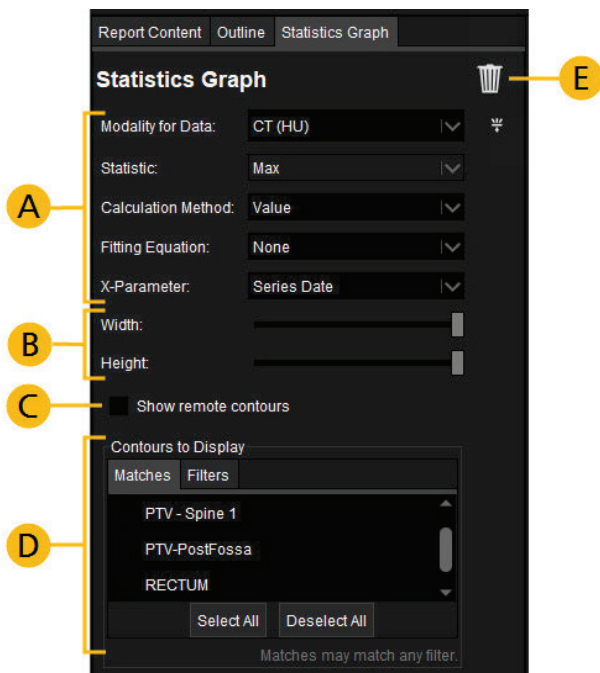 Report Content Outline Statistics Graph
Statistics Graph
E
Modality for Data: CT (HU)
Statistic: Max
A
Calculation Method: Value
Fitting Equation: None
X-Parameter: Series Date
Width:
B
Height:
C
Show remote contours
Contours to Display
Matches Filters
PTV - Spine 1
D
PTV-PostFossa
RECTUM
Select All Deselect All
Matches may match any filter.